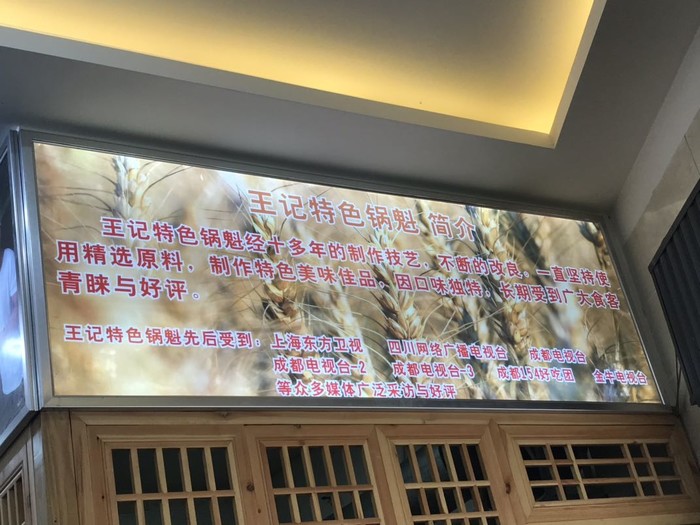 王记特色锅魁 简介
王记特色锅魁经十多年的制作技艺，不断的改良。一直坚持使
用精选原料，制作特色美味佳品。因口味独特，长期受到广大食客
青睐与好评。
王记特色锅魁先后受到：上海东方卫视 四川网络广播电视台 成都电视台
成都电视台-2 成都电视台-3 成都154好吃团 金牛电视台
等众多媒体广泛采访与好评